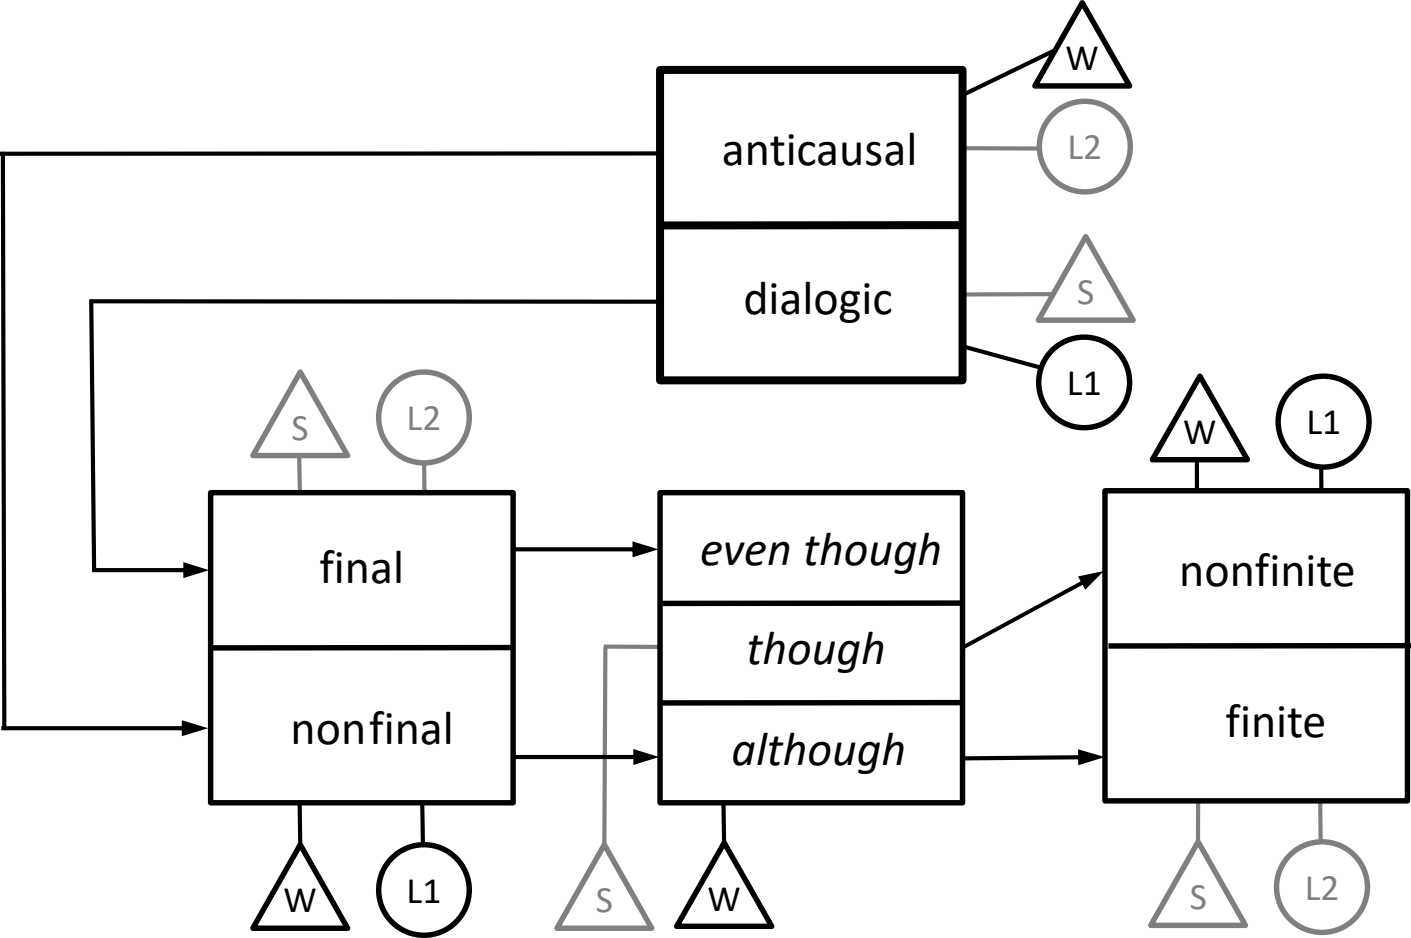 W
anticausal
L2
dialogic
S
L1
S
L2
W
L1
final
even though
nonfinite
though
nonfinal
although
finite
W
L1
S
W
S
L2